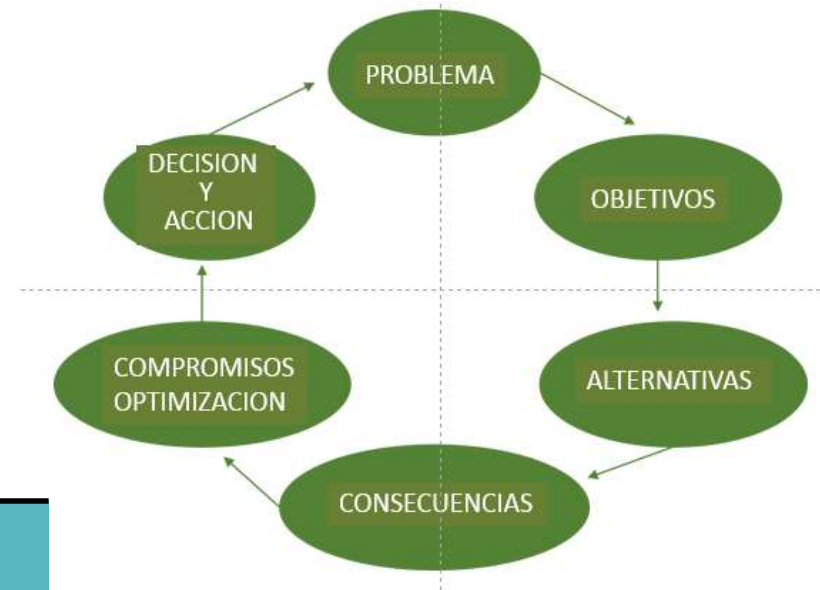 PROBLEMA
OBJETIVOS
ALTERNATIVAS
CONSECUENCIAS
COMPROMISOS
OPTIMIZACION
DECISION
Y
ACCION